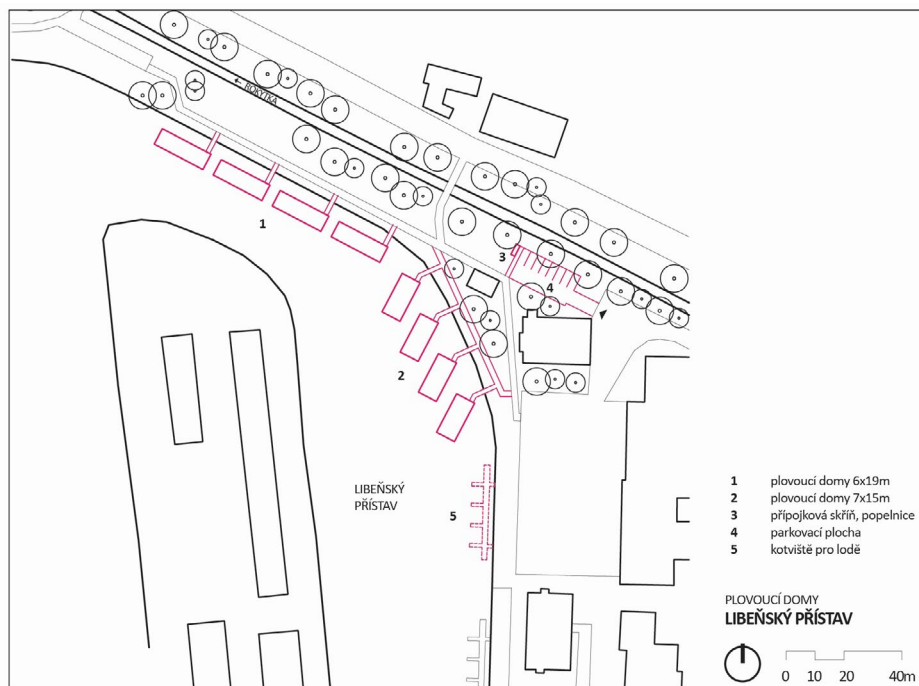 ← ROKYTKA
1
3
4
2
5
LIBEŇSKÝ
PŘÍSTAV
1 plovoucí domy 6x19m
2 plovoucí domy 7x15m
3 přípojková skříň, popelnice
4 parkovací plocha
5 kotviště pro lodě
PLOVOUCÍ DOMY
LIBEŇSKÝ PŘÍSTAV
0 10 20 40m